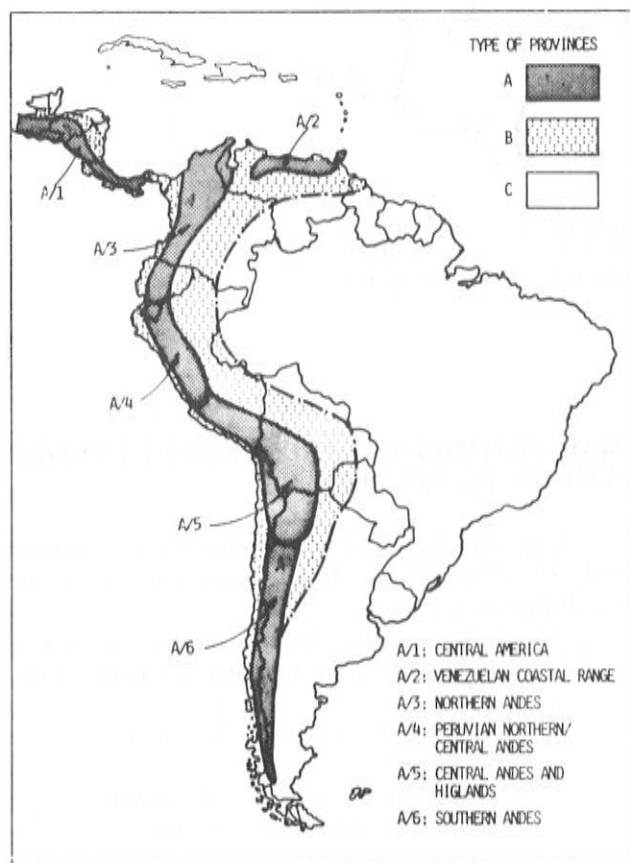 TYPE OF PROVINCES
A
B
C
A/1
A/2
A/3
A/4
A/5
A/6
A/1: CENTRAL AMERICA
A/2: VENEZUELAN COASTAL RANGE
A/3: NORTHERN ANDES
A/4: PERUVIAN NORTHERN/
CENTRAL ANDES
A/5: CENTRAL ANDES AND
HIGLANDS
A/6: SOUTHERN ANDES